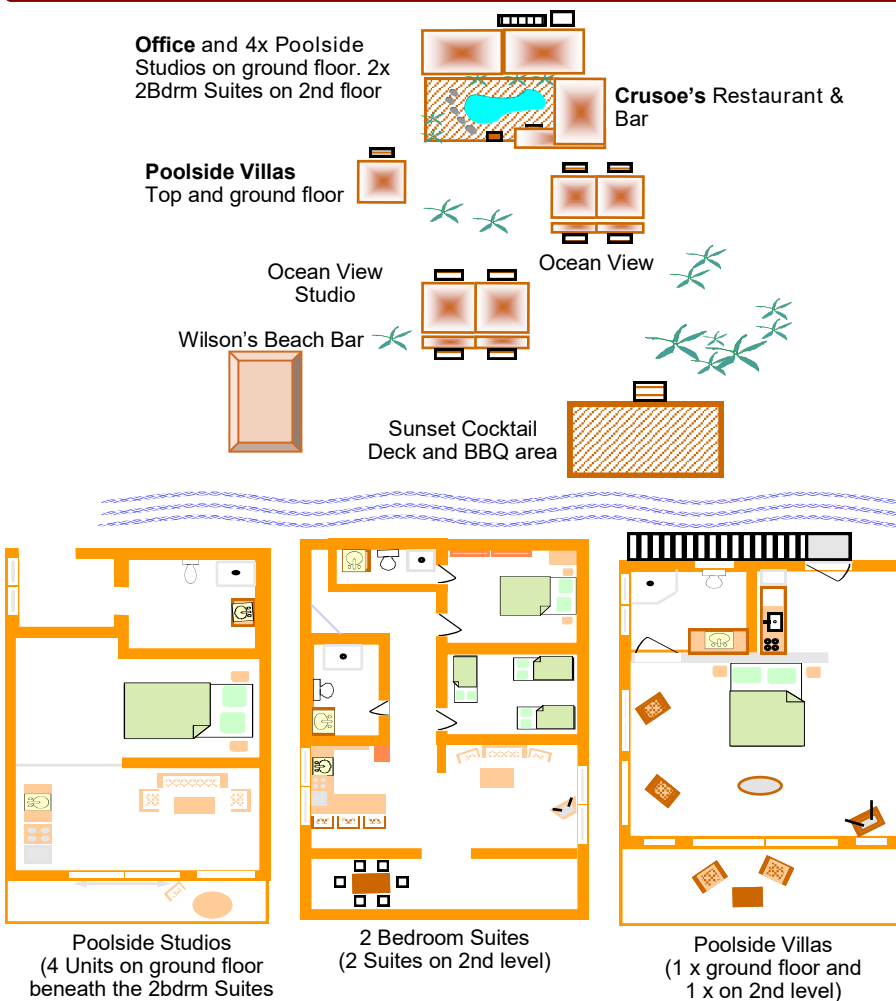 Office and 4x Poolside
Studios on ground floor. 2x
2Bdrm Suites on 2nd floor
Crusoe's Restaurant &
Bar
Poolside Villas
Top and ground floor
Ocean View
Ocean View
Studio
Wilson's Beach Bar
Sunset Cocktail
Deck and BBQ area
Poolside Studios
(4 Units on ground floor
beneath the 2bdrm Suites
2 Bedroom Suites
(2 Suites on 2nd level)
Poolside Villas
(1 x ground floor and
1 x on 2nd level)